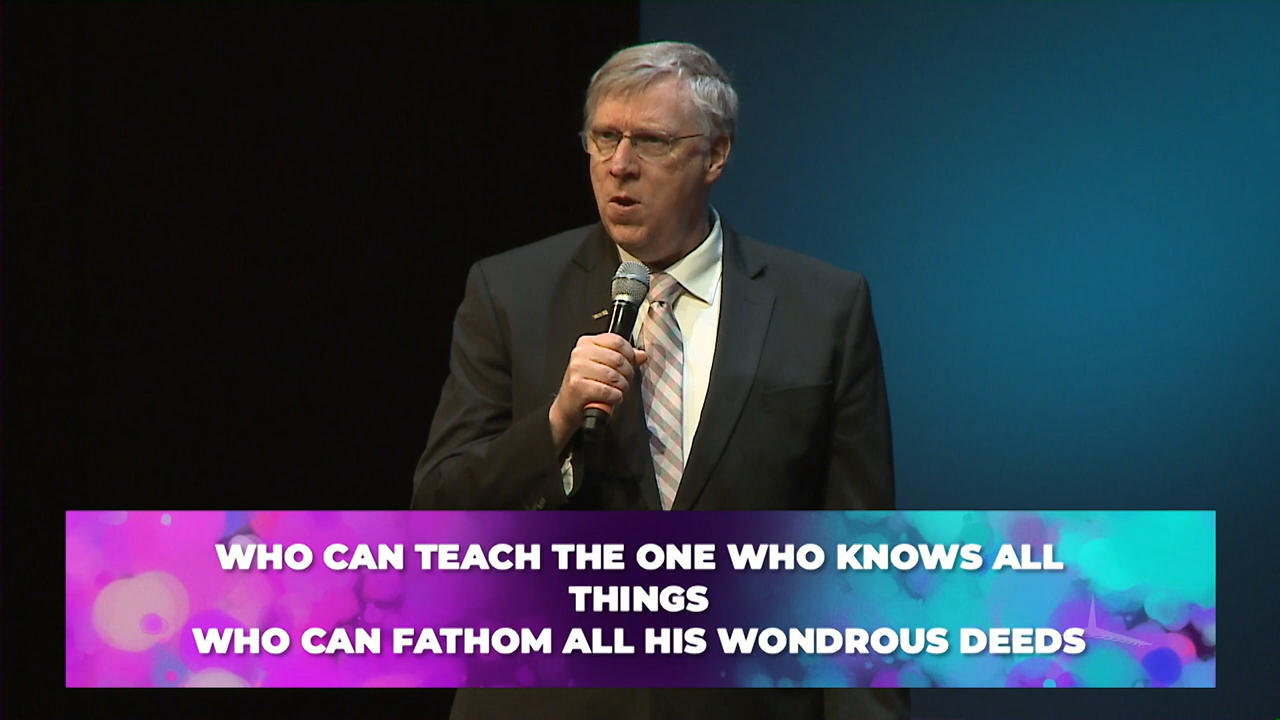 WHO CAN TEACH THE ONE WHO KNOWS ALL
THINGS
WHO CAN FATHOM ALL HIS WONDROUS DEEDS